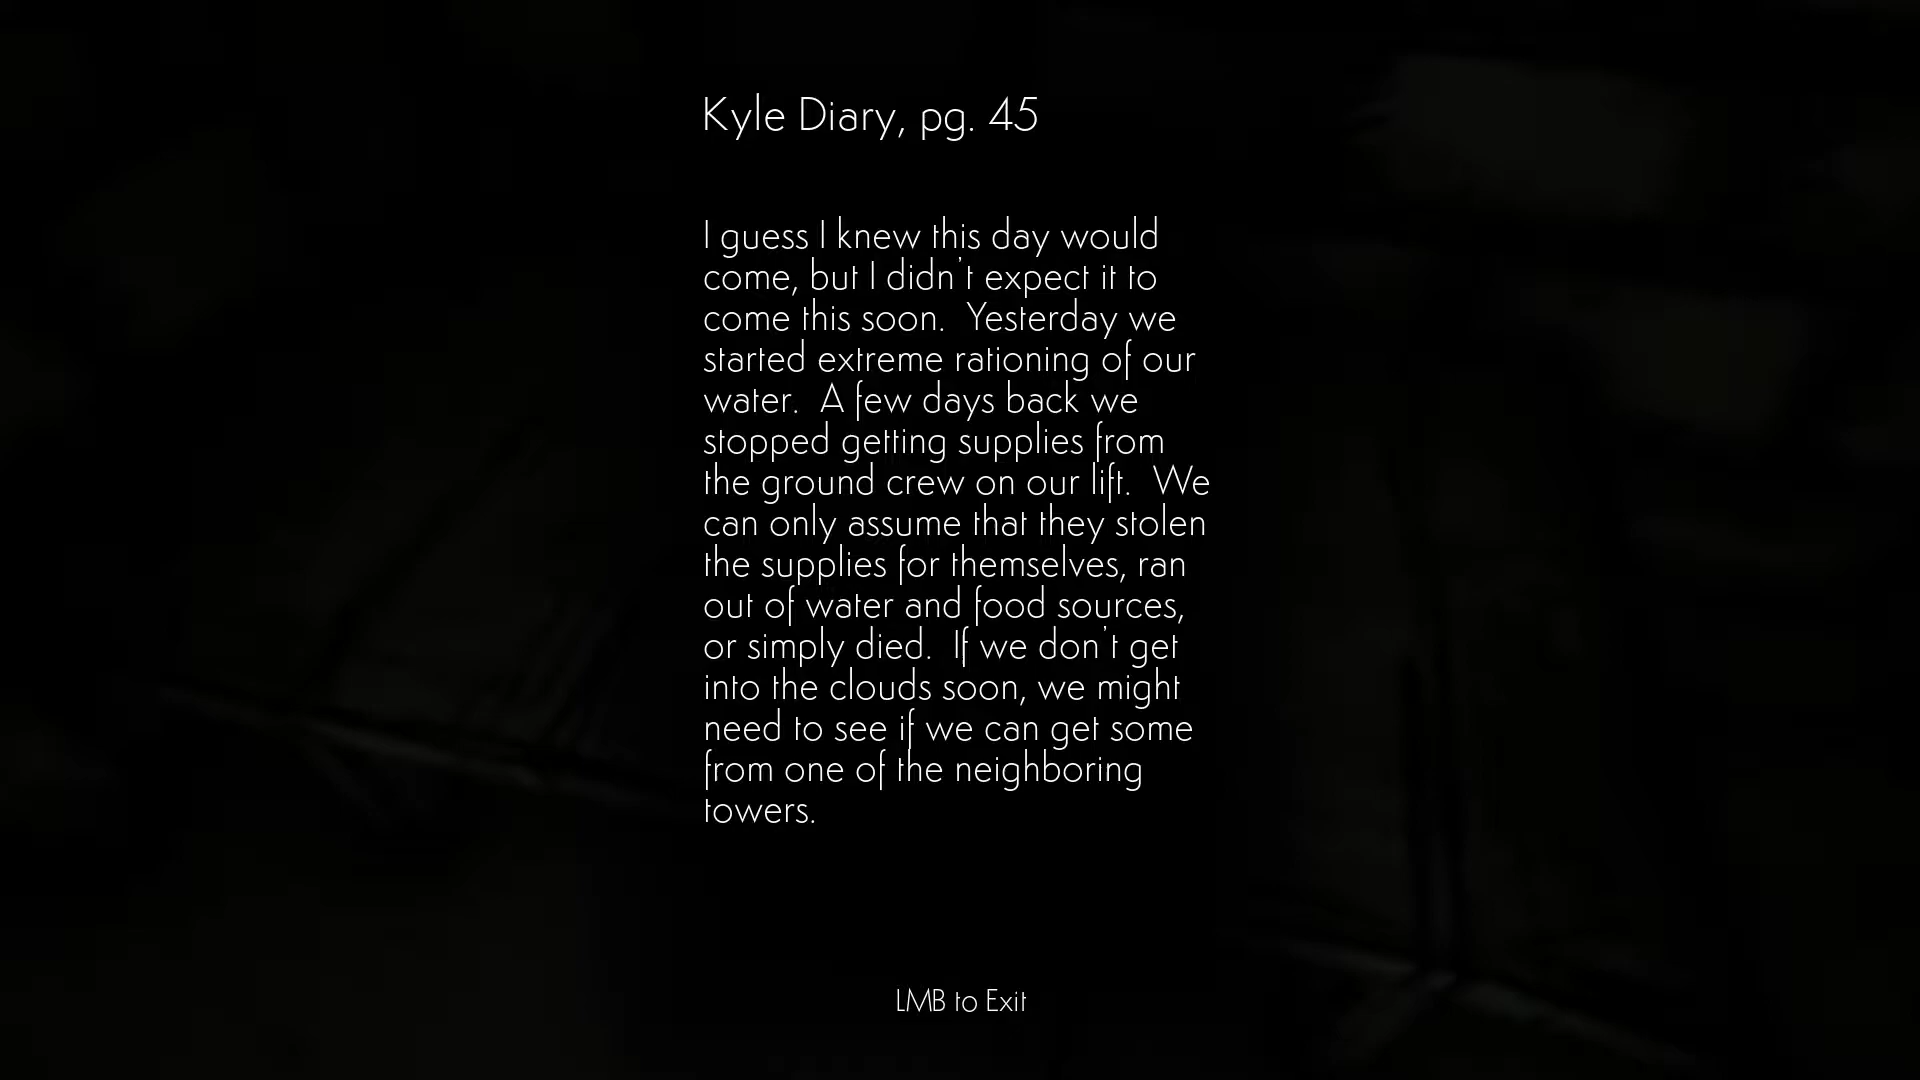 Kyle Diary, pg. 45
I guess I knew this day would
come, but I didn't expect it to
come this soon.  Yesterday we
started extreme rationing of our
water.  A few days back we
stopped getting supplies from
the ground crew on our lift.  We
can only assume that they stolen
the supplies for themselves, ran
out of water and food sources,
or simply died.  If we don't get
into the clouds soon, we might
need to see if we can get some
from one of the neighboring
towers.
LMB to Exit